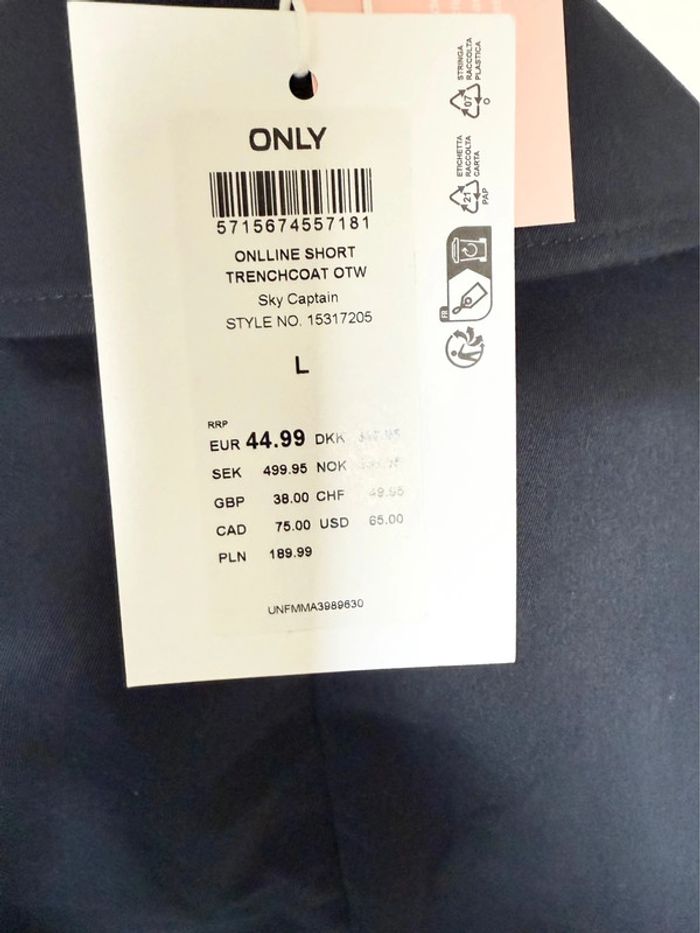 ONLY
5715674557181
ONLLINE SHORT
TRENCHCOAT OTW
Sky Captain
STYLE NO. 15317205
L
RRP
EUR 44.99 DKK
SEK 499.95 NOK
GBP 38.00 CHF 49.95
CAD 75.00 USD 65.00
PLN 189.99
UNFMMA3989630
STRINGA
RACCOLTA
PLASTICA
07
O
ETICHETTA
RACCOLTA
CARTA
21
PAP
FR